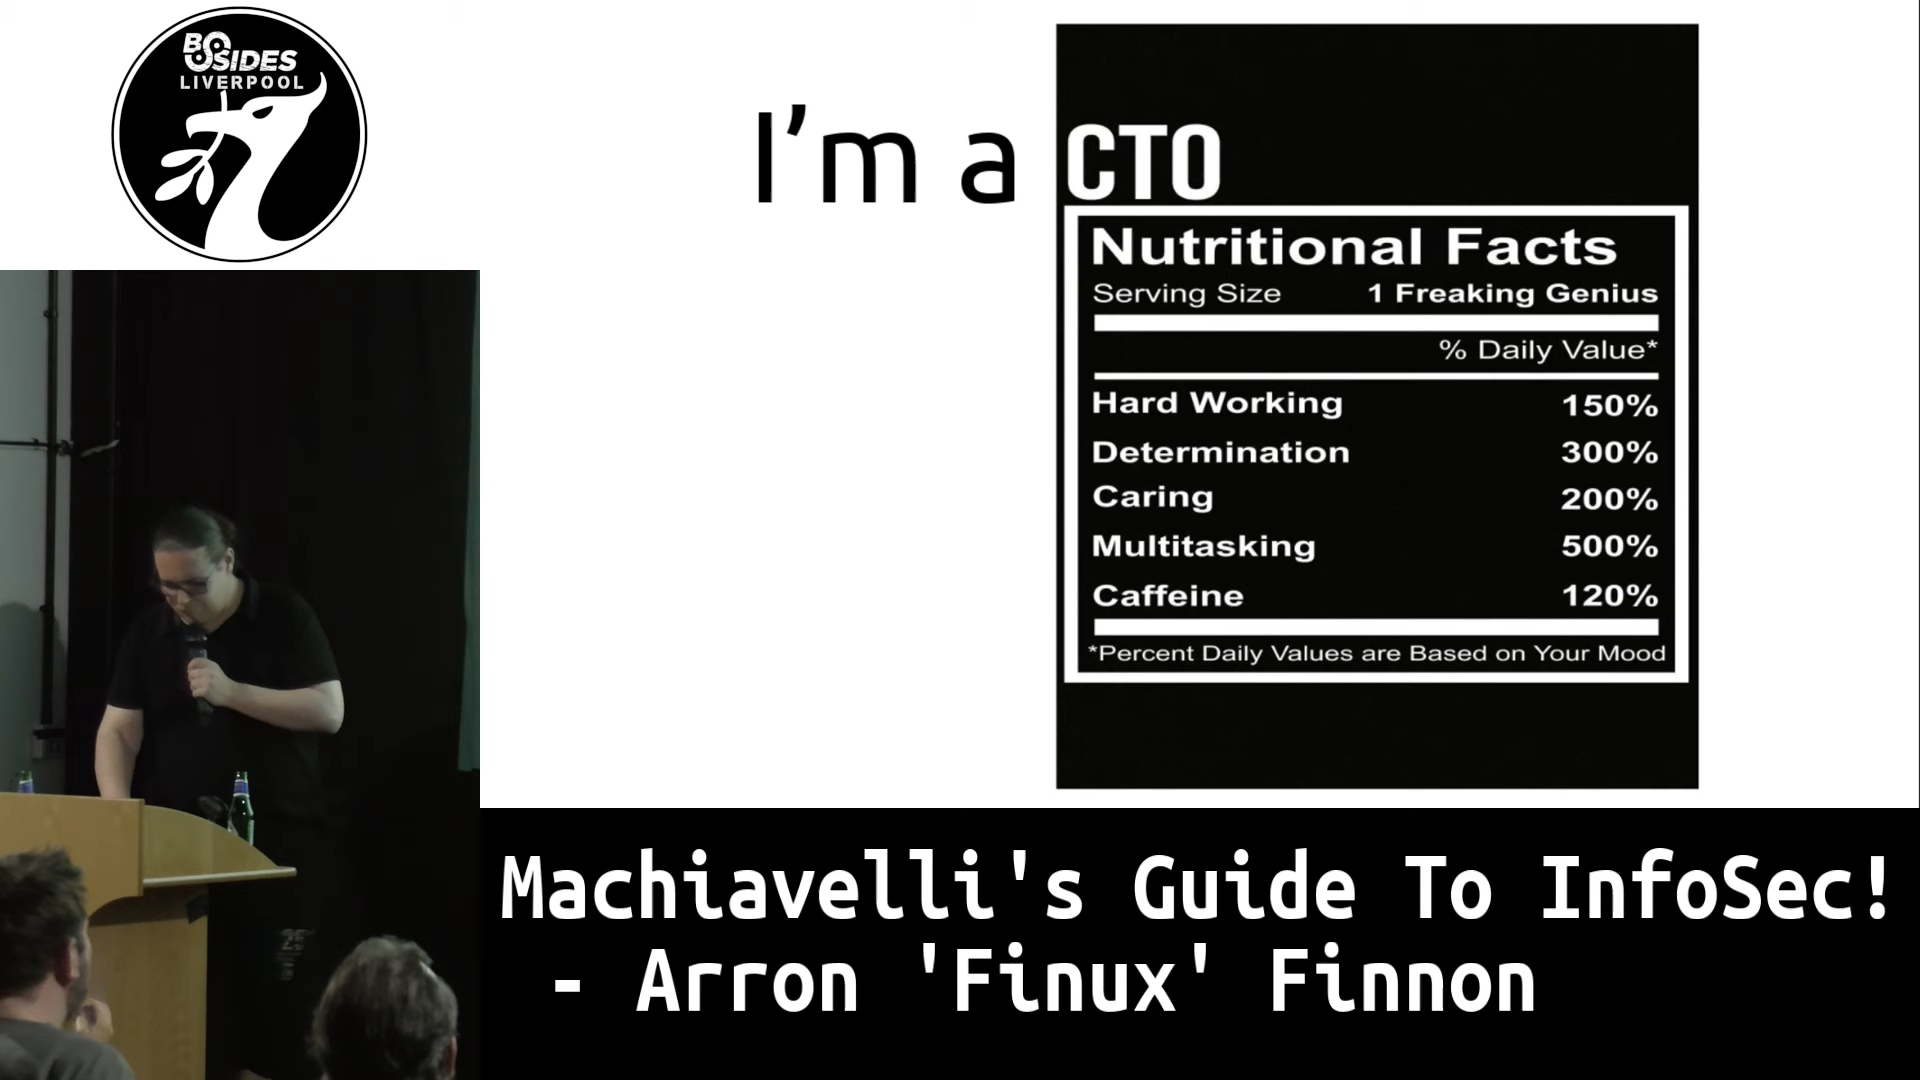 BSIDES
LIVERPOOL
I’m a CTO
Nutritional Facts
Serving Size 1 Freaking Genius
% Daily Value*
Hard Working 150%
Determination 300%
Caring 200%
Multitasking 500%
Caffeine 120%
*Percent Daily Values are Based on Your Mood
Machiavelli's Guide To InfoSec!
- Arron 'Finux' Finnon